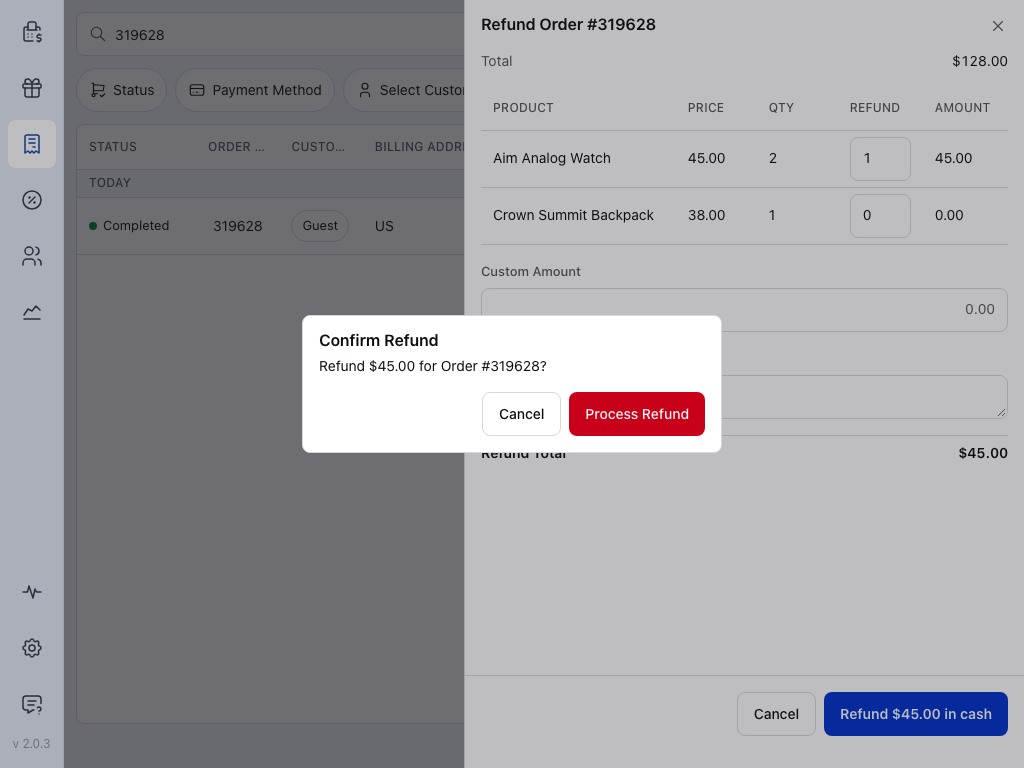 319628
Status
Payment Method
Select Custo
STATUS
ORDER ...
CUSTO...
BILLING ADDR
TODAY
Completed
319628
Guest
US
v 2.0.3
Refund Order #319628
Total
$128.00
PRODUCT
PRICE
QTY
REFUND
AMOUNT
Aim Analog Watch
45.00
2
1
45.00
Crown Summit Backpack
38.00
1
0
0.00
Custom Amount
0.00
Confirm Refund
Refund $45.00 for Order #319628?
Cancel
Process Refund
Refund Total
$45.00
Cancel
Refund $45.00 in cash